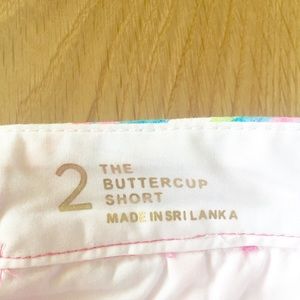 2
THE
BUTTERCUP
SHORT
MADE IN SRI LANKA